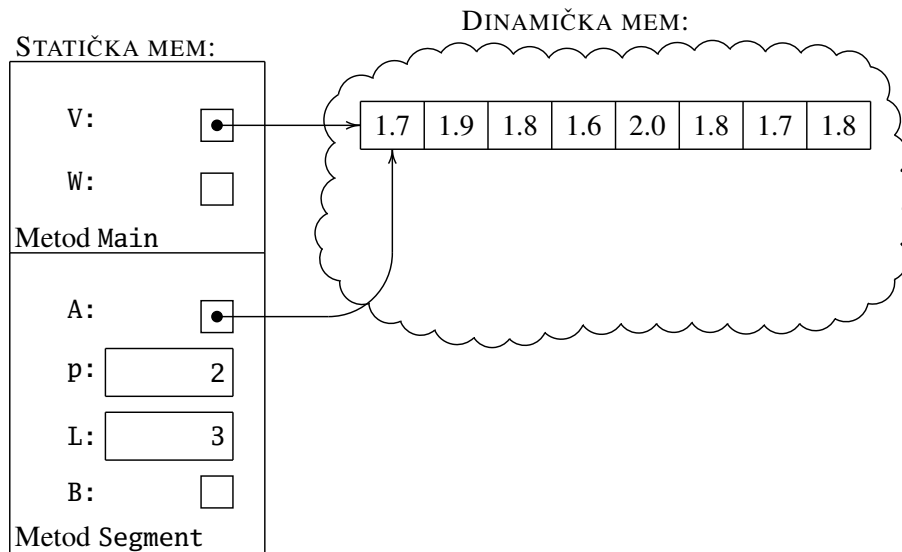 DINAMIČKA MEM:
STATIČKA MEM:
V:
1.7 1.9 1.8 1.6 2.0 1.8 1.7 1.8
W:
Metod Main
A:
p: 2
L: 3
B:
Metod Segment